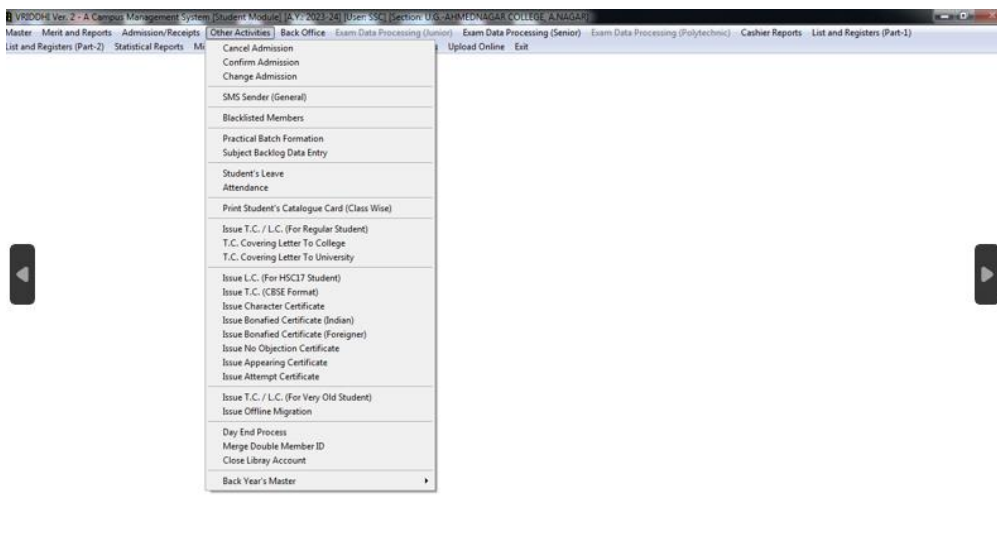 VRIDDHI Ver. 2 - A Campus Management System [Student Module] [A.Y.: 2023-24] [User: SSC] [Section: U.G.-AHMEDNAGAR COLLEGE, A.NAGAR]
Master Merit and Reports Admission/Receipts Other Activities Back Office Exam Data Processing (Junior) Exam Data Processing (Senior) Exam Data Processing (Polytechnic) Cashier Reports List and Registers (Part-1)
List and Registers (Part-2) Statistical Reports Upload Online Exit
Cancel Admission
Confirm Admission
Change Admission
SMS Sender (General)
Blacklisted Members
Practical Batch Formation
Subject Backlog Data Entry
Student's Leave
Attendance
Print Student's Catalogue Card (Class Wise)
Issue T.C. / L.C. (For Regular Student)
T.C. Covering Letter To College
T.C. Covering Letter To University
Issue L.C. (For HSC17 Student)
Issue T.C. (CBSE Format)
Issue Character Certificate
Issue Bonafied Certificate (Indian)
Issue Bonafied Certificate (Foreigner)
Issue No Objection Certificate
Issue Appearing Certificate
Issue Attempt Certificate
Issue T.C. / L.C. (For Very Old Student)
Issue Offline Migration
Day End Process
Merge Double Member ID
Close Libray Account
Back Year's Master